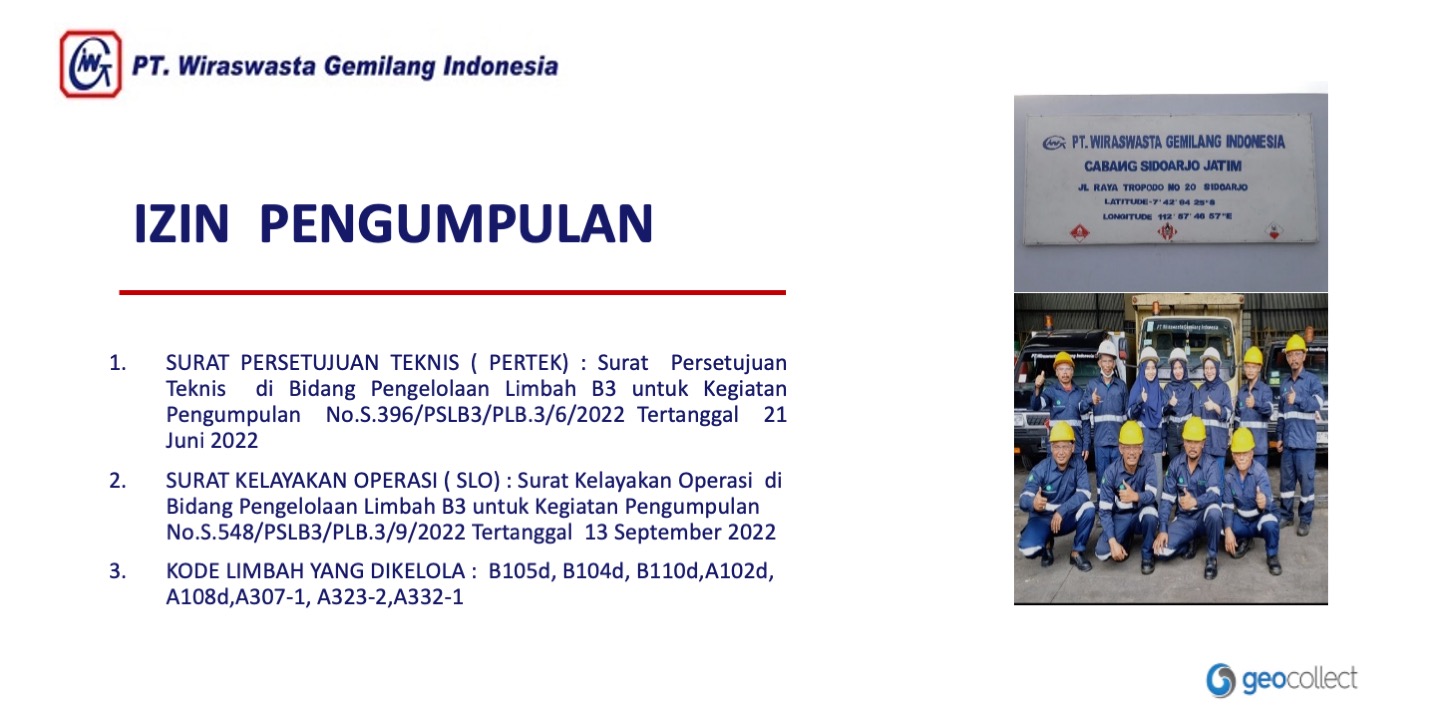 PT. Wiraswasta Gemilang Indonesia
IZIN PENGUMPULAN
1. SURAT PERSETUJUAN TEKNIS ( PERTEK) : Surat Persetujuan
Teknis di Bidang Pengelolaan Limbah B3 untuk Kegiatan
Pengumpulan No.S.396/PSLB3/PLB.3/6/2022 Tertanggal 21
Juni 2022
2. SURAT KELAYAKAN OPERASI ( SLO) : Surat Kelayakan Operasi di
Bidang Pengelolaan Limbah B3 untuk Kegiatan Pengumpulan
No.S.548/PSLB3/PLB.3/9/2022 Tertanggal 13 September 2022
3. KODE LIMBAH YANG DIKELOLA : B105d, B104d, B110d,A102d,
A108d,A307-1, A323-2,A332-1
PT.WIRASWASTA GEMILANG INDONESIA
CABANG SIDOARJO JATIM
JL RAYA TROPODO NO 20 SIDOARJO
LATITUDE-7°42'
LONGITUDE 112°
PT Wiraswasta Gemilang Indonesia
geocollect